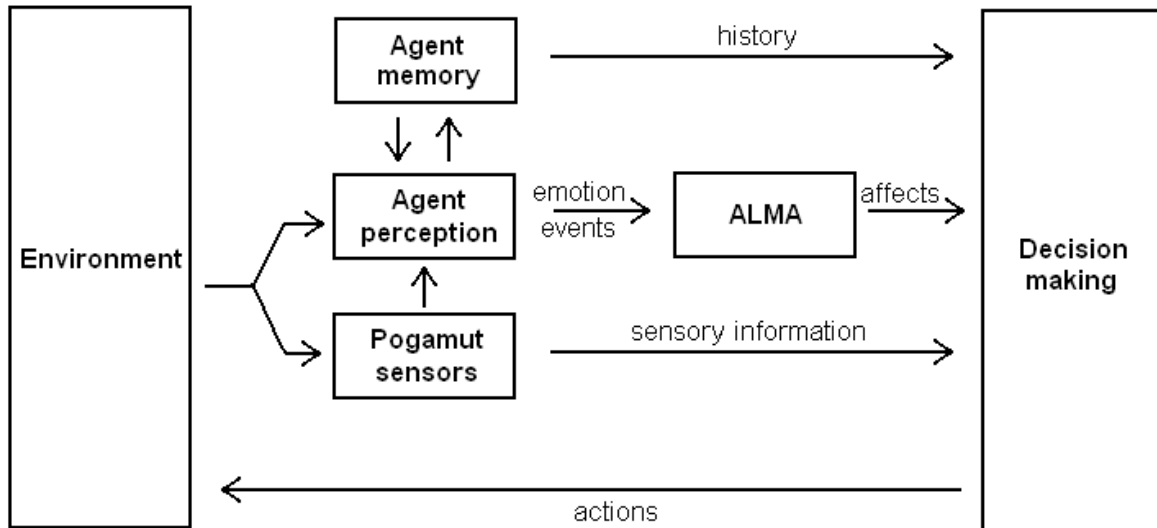 Agent
memory
history
Environment
Agent
perception
emotion
events
ALMA
affects
Decision
making
Pogamut
sensors
sensory information
actions